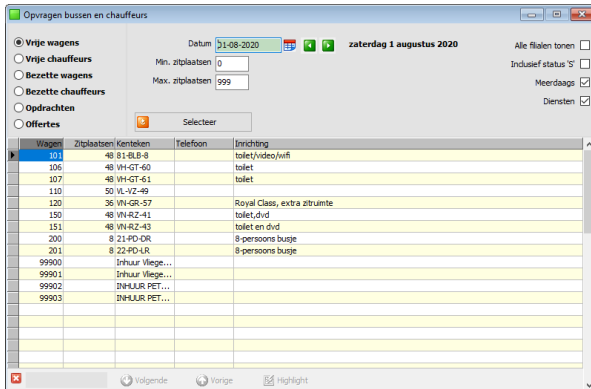 Opvragen bussen en chauffeurs
Vrije wagens
Vrije chauffeurs
Bezette wagens
Bezette chauffeurs
Opdrachten
Offertes
Datum 01-08-2020 zaterdag 1 augustus 2020
Min. zitplaatsen 0
Max. zitplaatsen 999
Selecteer
Alle filialen tonen
Inclusief status 'S'
Meerdaags
Diensten
Wagen Zitplaatsen Kenteken Telefoon Inrichting
101 48 81-BLB-8 toilet/video/wifi
106 48 VH-GT-60 toilet
107 48 VH-GT-61 toilet
110 50 VL-VZ-49
120 36 VN-GR-57 Royal Class, extra zitruimte
150 48 VN-RZ-41 toilet,dvd
151 48 VN-RZ-43 toilet en dvd
200 8 21-PD-DR 8-persoons busje
201 8 22-PD-LR 8-persoons busje
99900 Inhuur Vliege...
99901 Inhuur Vliege...
99902 INHUUR PET...
99903 INHUUR PET...
Volgende Vorige Highlight